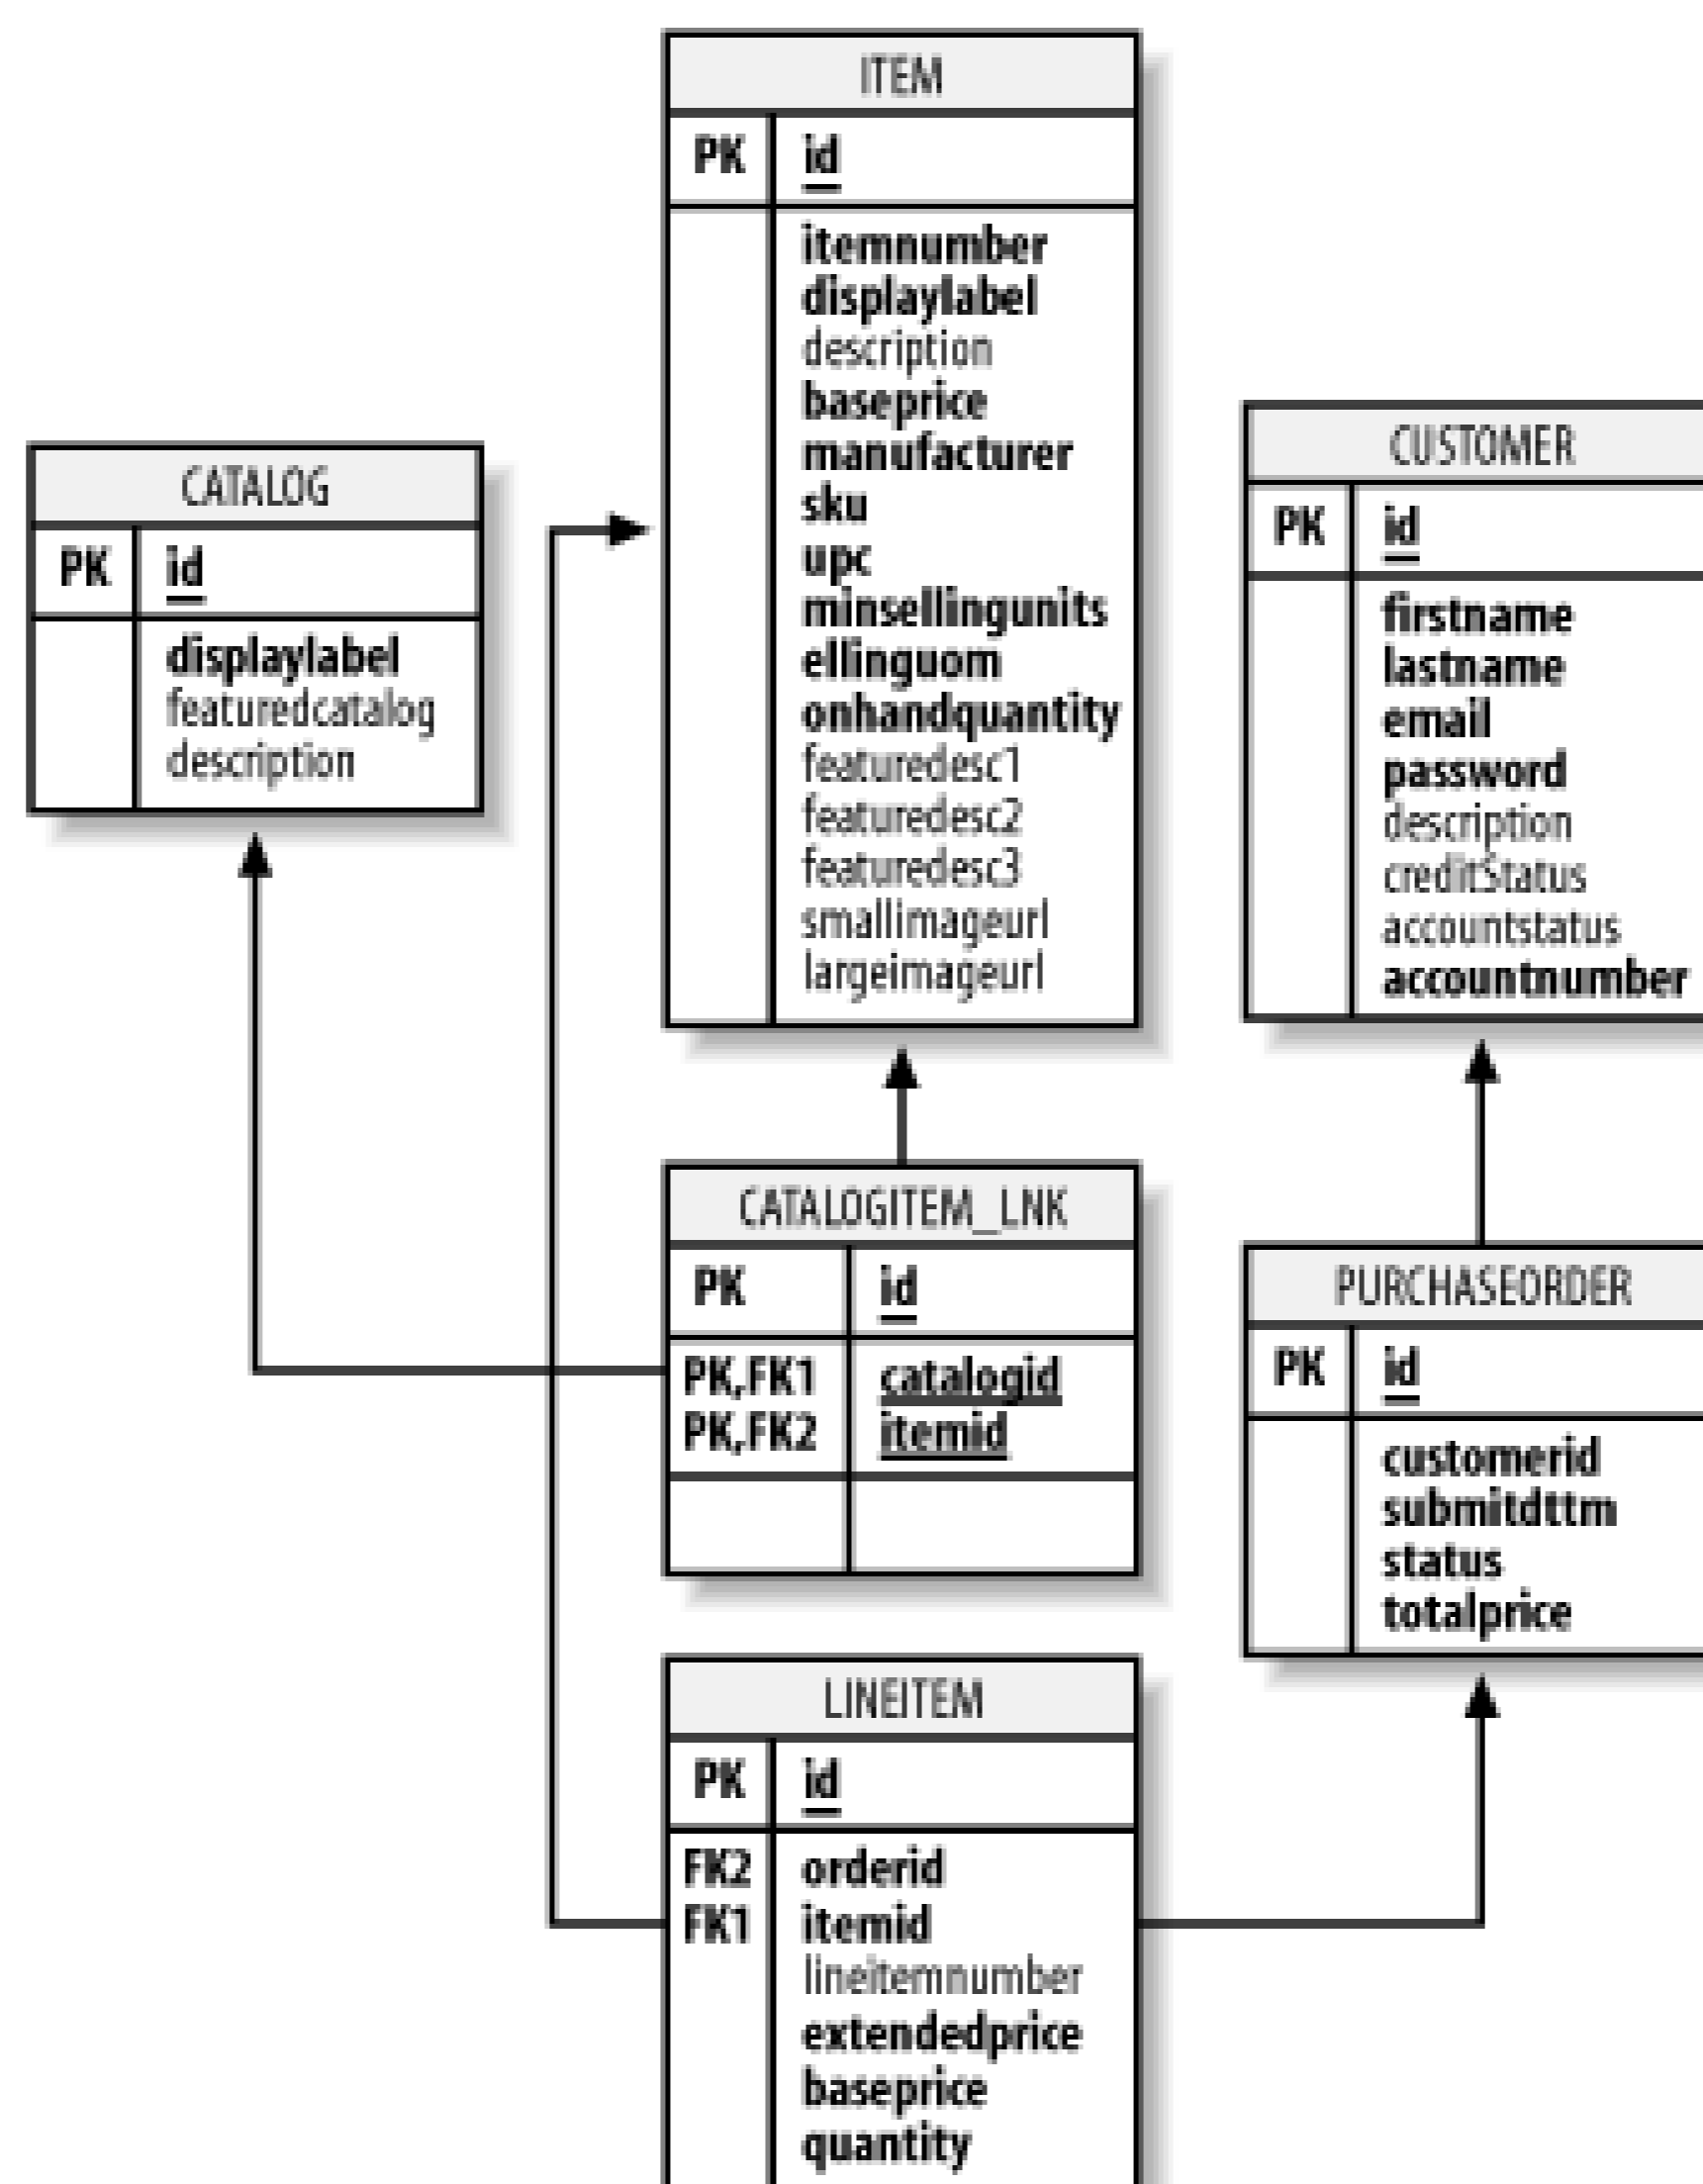 ITEM
PK id
itemnumber
displaylabel
description
baseprice
manufacturer
sku
upc
minsellingunits
ellinguom
onhandquantity
featuredesc1
featuredesc2
featuredesc3
smallimageurl
largeimageurl
CATALOG
PK id
displaylabel
featuredcatalog
description
CUSTOMER
PK id
firstname
lastname
email
password
description
creditStatus
accountstatus
accountnumber
CATALOGITEM_LNK
PK id
PK,FK1 catalogid
PK,FK2 itemid
PURCHASEORDER
PK id
customerid
submitdttm
status
totalprice
LINEITEM
PK id
FK2 orderid
FK1 itemid
lineitemnumber
extendedprice
baseprice
quantity